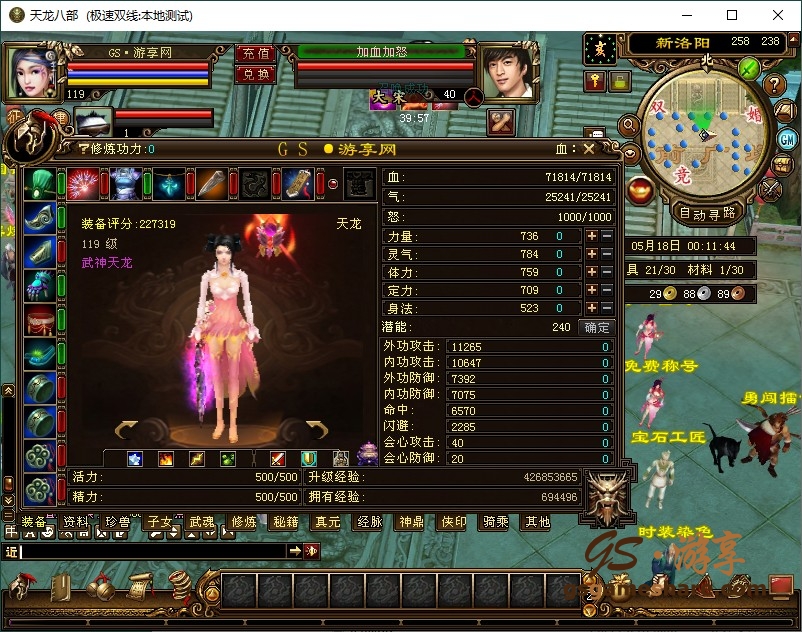 天龙八部 (极速双线:本地测试)
GS·游享网
119
充值
兑换
加血加怒
大宋
40
39:57
新洛阳 258 238
北
GM
自动寻路
05月18日 00:11:44
具 21/30 材料 1/30
29 88 89
1
?修炼功力:0
GS●游享网
血:
装备评分:227319
天龙
119 级
武神天龙
血: 71814/71814
气: 25241/25241
怒: 1000/1000
力量: 736 0
灵气: 784 0
体力: 759 0
定力: 709 0
身法: 523 0
潜能: 240 确定
外功攻击: 11265 0
内功攻击: 10647 0
外功防御: 7392 0
内功防御: 7075 0
命中: 6570 0
闪避: 2285 0
会心攻击: 40 0
会心防御: 20 0
活力: 500/500 升级经验: 426853665
精力: 500/500 拥有经验: 694496
装备 资料 珍兽 子女 武魂 修炼 秘籍 真元 经脉 神鼎 侠印 骑乘 其他
近
免费称号
勇闯擂
宝石工匠
时装染色
GS·游享